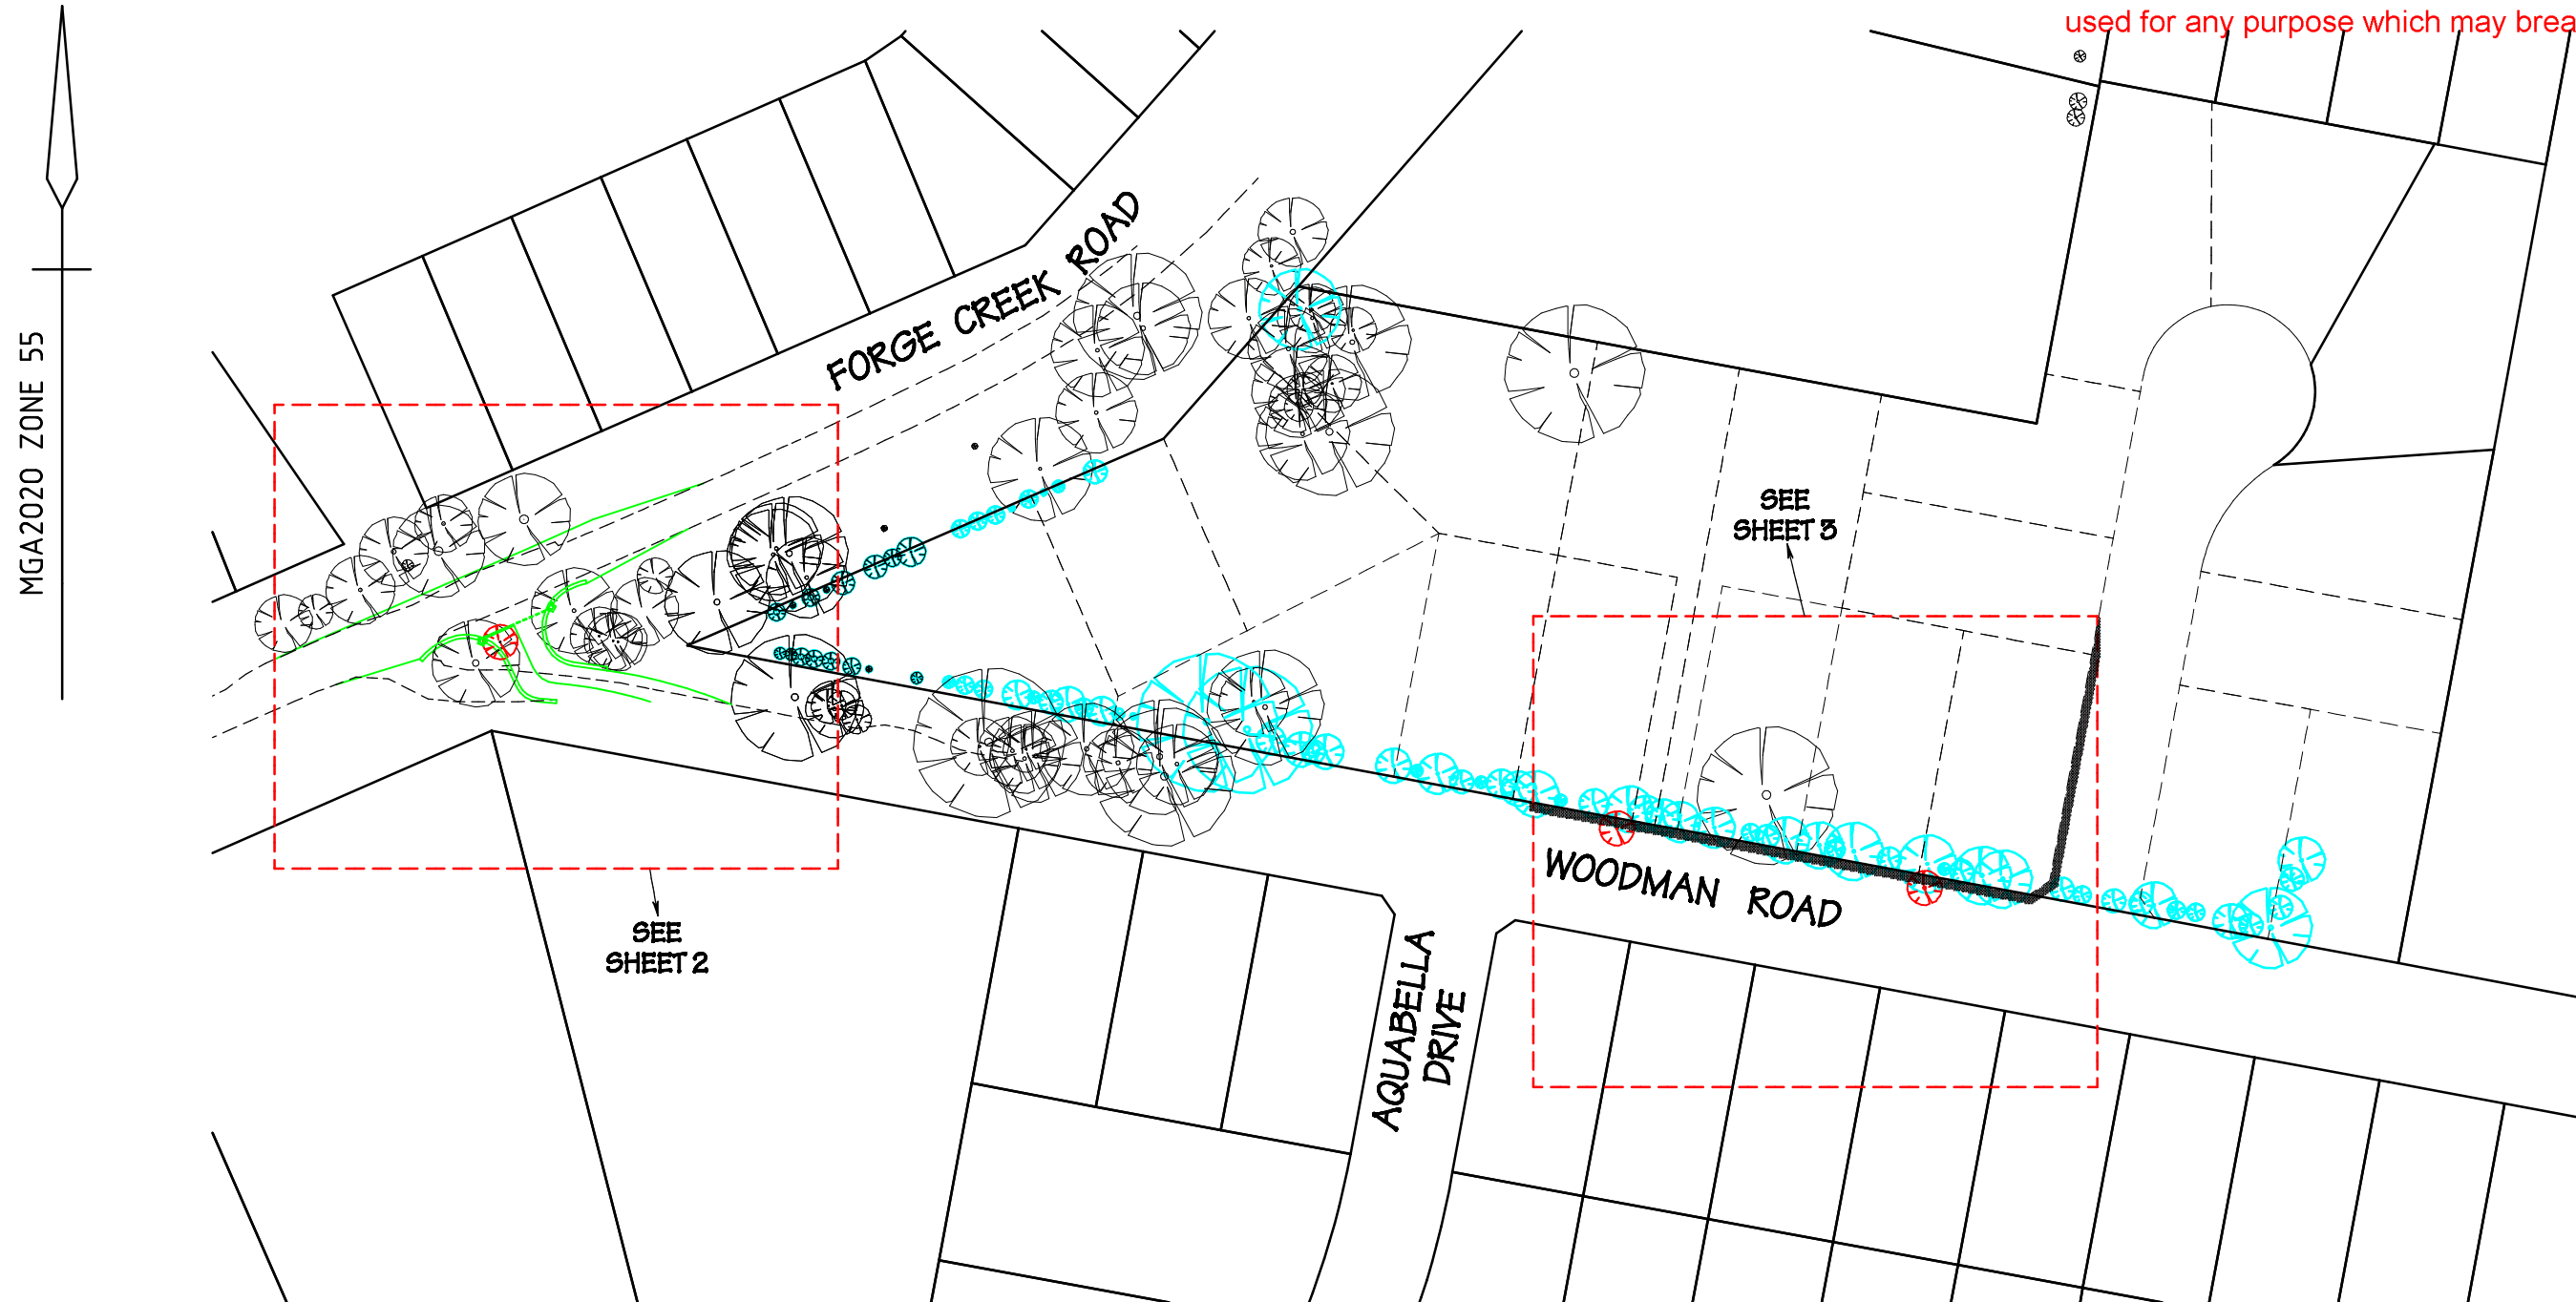 used for any purpose which may brea
MGA2020 ZONE 55
FORGE CREEK ROAD
SEE
SHEET 3
SEE
SHEET 2
WOODMAN ROAD
AQUABELLA
DRIVE